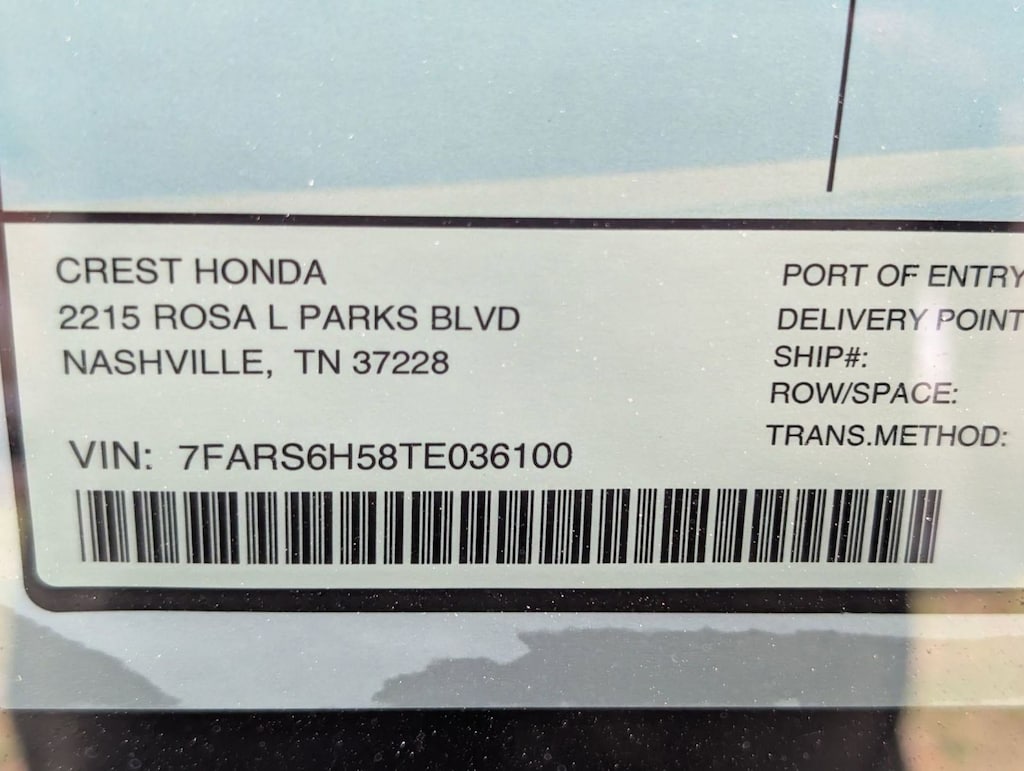 CREST HONDA
2215 ROSA L PARKS BLVD
NASHVILLE, TN 37228
VIN: 7FARS6H58TE036100
PORT OF ENTRY
DELIVERY POINT
SHIP#:
ROW/SPACE:
TRANS.METHOD: